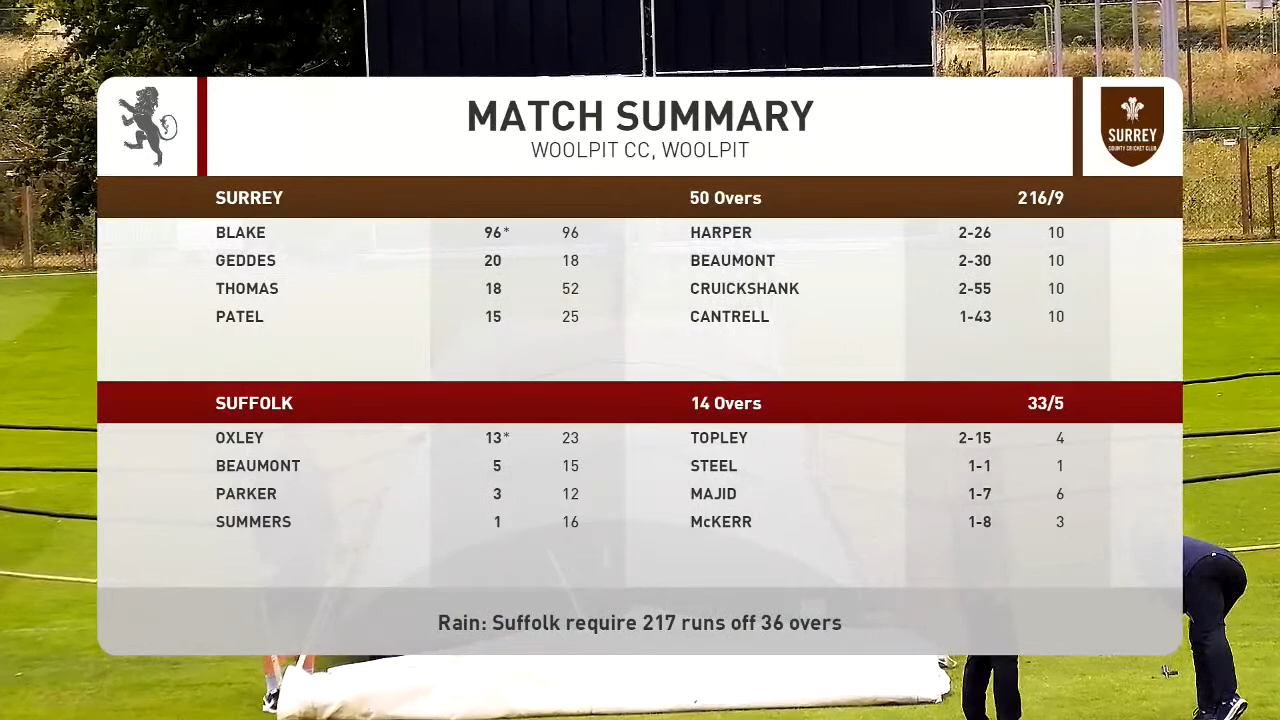 MATCH SUMMARY
WOOLPIT CC, WOOLPIT
SURREY
COUNTY CRICKET CLUB
SURREY 50 Overs 216/9
BLAKE 96* 96 HARPER 2-26 10
GEDDES 20 18 BEAUMONT 2-30 10
THOMAS 18 52 CRUICKSHANK 2-55 10
PATEL 15 25 CANTRELL 1-43 10
SUFFOLK 14 Overs 33/5
OXLEY 13* 23 TOPLEY 2-15 4
BEAUMONT 5 15 STEEL 1-1 1
PARKER 3 12 MAJID 1-7 6
SUMMERS 1 16 McKERR 1-8 3
Rain: Suffolk require 217 runs off 36 overs